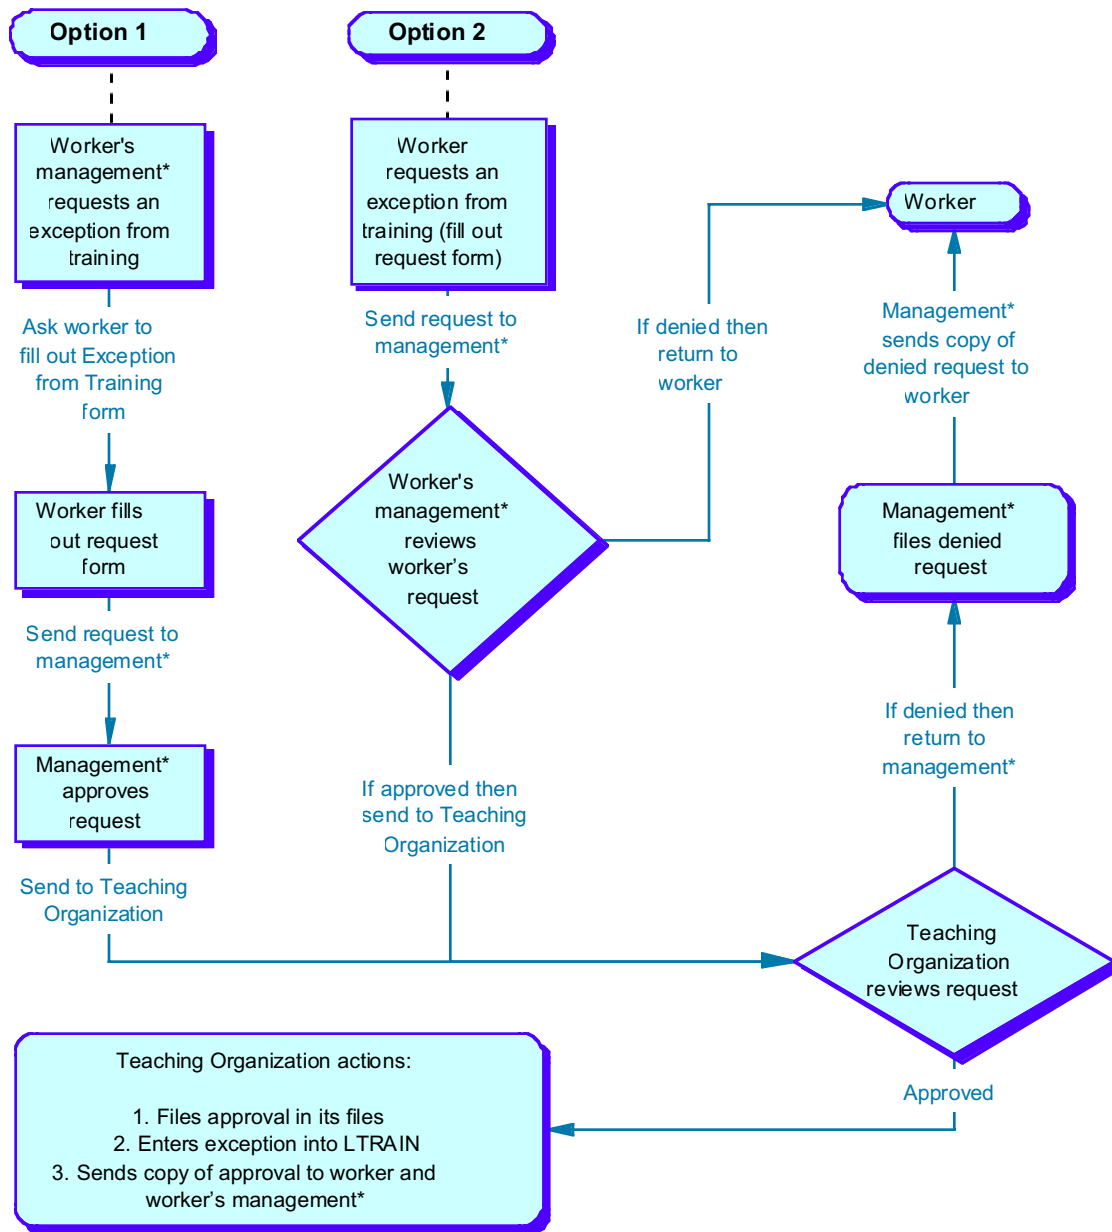 Option 1
Option 2
Worker's
management*
requests an
exception from
training
Worker
requests an
exception from
training (fill out
request form)
Worker
Ask worker to
fill out Exception
from Training
form
Send request to
management*
If denied then
return to
worker
Management*
sends copy of
denied request to
worker
Worker fills
out request
form
Worker's
management*
reviews
worker’s
request
Management*
files denied
request
Send request to
management*
If denied then
return to
management*
Management*
approves
request
If approved then
send to Teaching
Organization
Send to Teaching
Organization
Teaching
Organization
reviews request
Approved
Teaching Organization actions:
1. Files approval in its files
2. Enters exception into LTRAIN
3. Sends copy of approval to worker and
worker’s management*